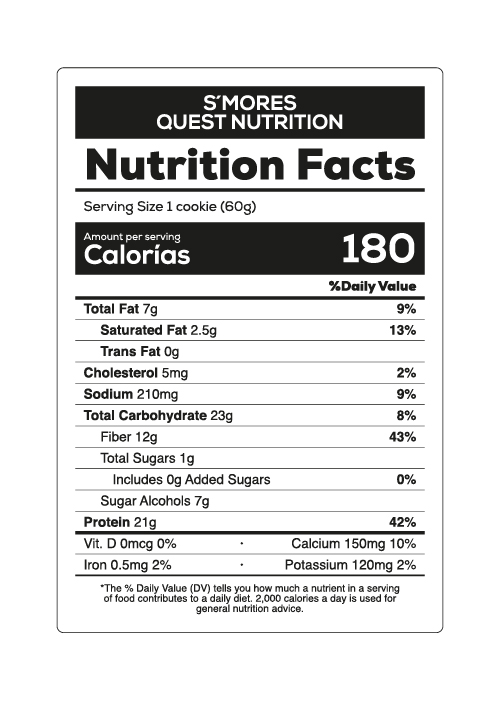 S´MORES
QUEST NUTRITION
Nutrition Facts
Serving Size 1 cookie (60g)
Amount per serving
Calorías 180
%Daily Value
Total Fat 7g 9%
Saturated Fat 2.5g 13%
Trans Fat 0g
Cholesterol 5mg 2%
Sodium 210mg 9%
Total Carbohydrate 23g 8%
Fiber 12g 43%
Total Sugars 1g
Includes 0g Added Sugars 0%
Sugar Alcohols 7g
Protein 21g 42%
Vit. D 0mcg 0% · Calcium 150mg 10%
Iron 0.5mg 2% · Potassium 120mg 2%
*The % Daily Value (DV) tells you how much a nutrient in a serving
of food contributes to a daily diet. 2,000 calories a day is used for
general nutrition advice.